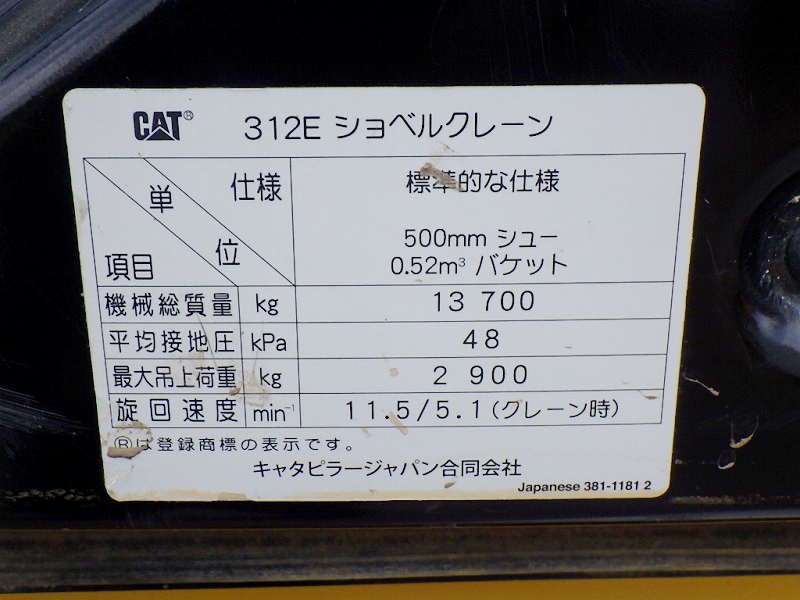 CAT® 312E ショベルクレーン
単 仕様
位
項目
標準的な仕様
500mm シュー
0.52m³ バケット
機械総質量 kg 13 700
平均接地圧 kPa 48
最大吊上荷重 kg 2 900
旋回速度 min⁻¹ 11.5/5.1(クレーン時)
®は登録商標の表示です。
キャタピラージャパン合同会社
Japanese 381-1181 2